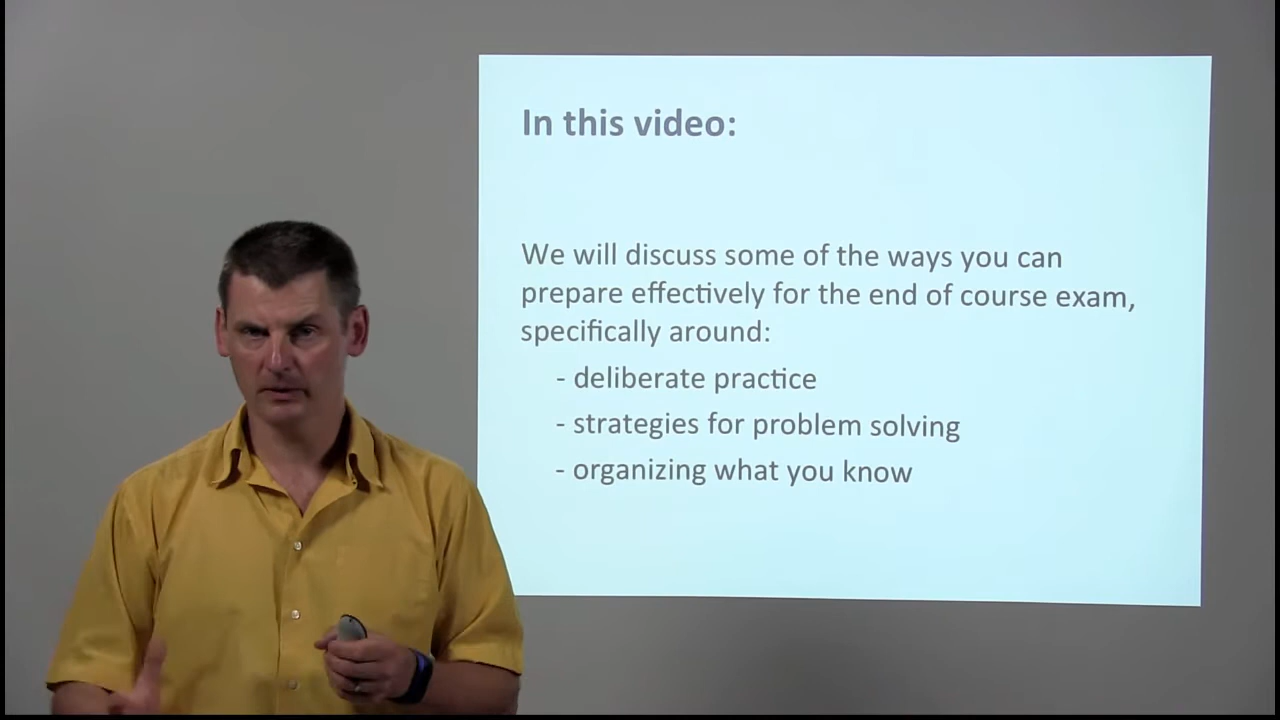 In this video:
We will discuss some of the ways you can
prepare effectively for the end of course exam,
specifically around:
- deliberate practice
- strategies for problem solving
- organizing what you know